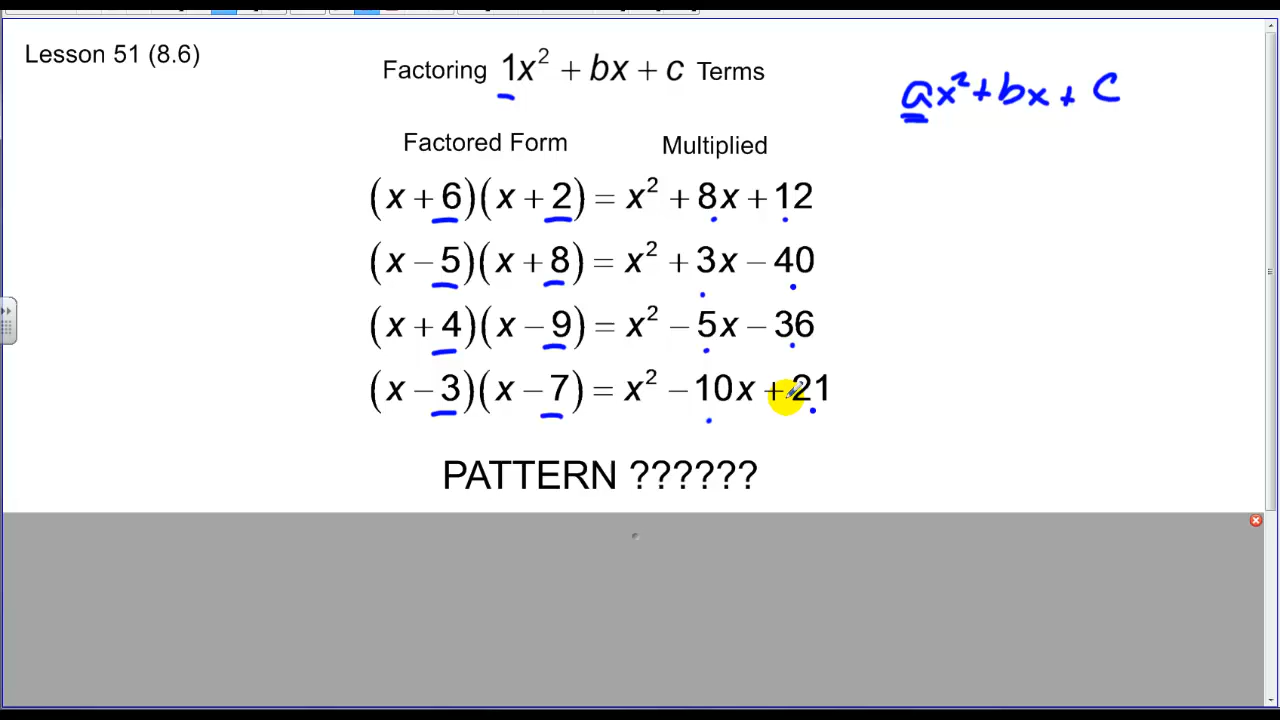 Lesson 51 (8.6)
Factoring 1x² + bx + c Terms
ax² + bx + c
Factored Form Multiplied
(x + 6)(x + 2) = x² + 8x + 12
(x − 5)(x + 8) = x² + 3x − 40
(x + 4)(x − 9) = x² − 5x − 36
(x − 3)(x − 7) = x² − 10x + 21
PATTERN ??????